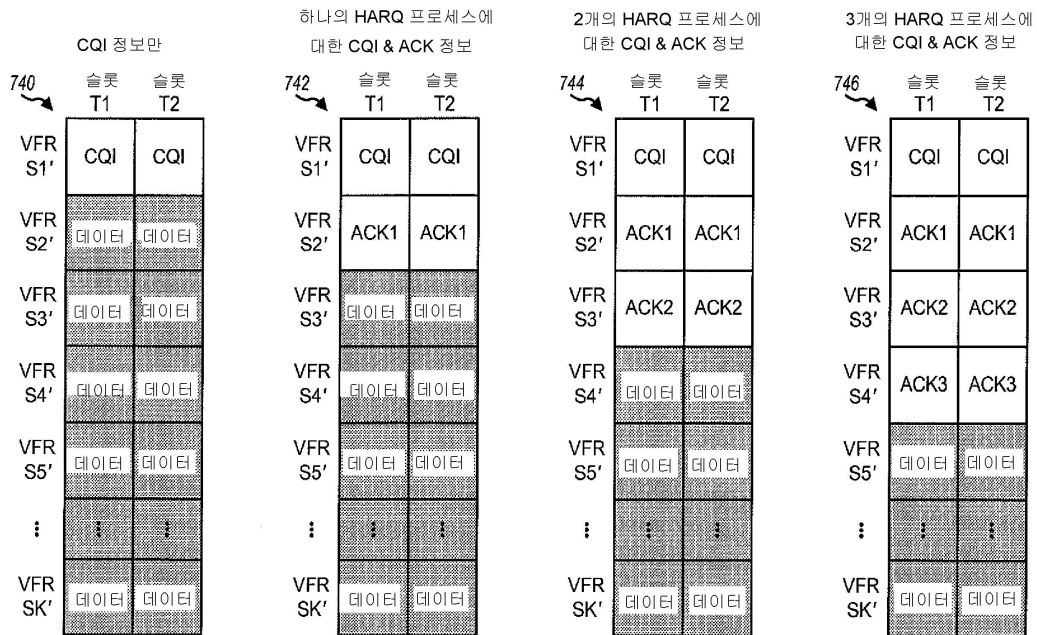 CQI 정보만
740
슬롯 슬롯
T1 T2
VFR S1' CQI CQI
VFR S2' 데이터 데이터
VFR S3' 데이터 데이터
VFR S4' 데이터 데이터
VFR S5' 데이터 데이터
⋮ ⋮ ⋮
VFR SK' 데이터 데이터
하나의 HARQ 프로세스에
대한 CQI & ACK 정보
742
슬롯 슬롯
T1 T2
VFR S1' CQI CQI
VFR S2' ACK1 ACK1
VFR S3' 데이터 데이터
VFR S4' 데이터 데이터
VFR S5' 데이터 데이터
⋮ ⋮ ⋮
VFR SK' 데이터 데이터
2개의 HARQ 프로세스에
대한 CQI & ACK 정보
744
슬롯 슬롯
T1 T2
VFR S1' CQI CQI
VFR S2' ACK1 ACK1
VFR S3' ACK2 ACK2
VFR S4' 데이터 데이터
VFR S5' 데이터 데이터
⋮ ⋮ ⋮
VFR SK' 데이터 데이터
3개의 HARQ 프로세스에
대한 CQI & ACK 정보
746
슬롯 슬롯
T1 T2
VFR S1' CQI CQI
VFR S2' ACK1 ACK1
VFR S3' ACK2 ACK2
VFR S4' ACK3 ACK3
VFR S5' 데이터 데이터
⋮ ⋮ ⋮
VFR SK' 데이터 데이터